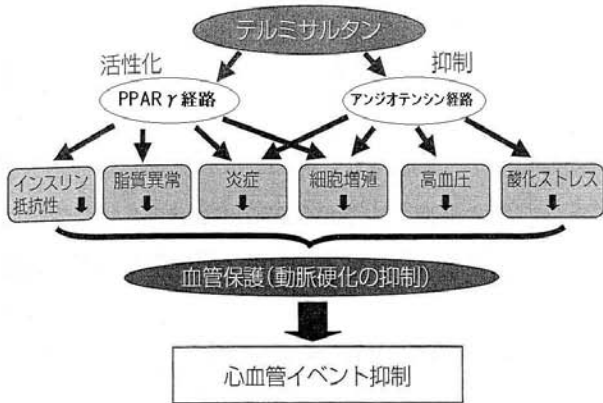 テルミサルタン
活性化
抑制
PPARγ経路
アンジオテンシン経路
インスリン
抵抗性
脂質異常
炎症
細胞増殖
高血圧
酸化ストレス
血管保護(動脈硬化の抑制)
心血管イベント抑制